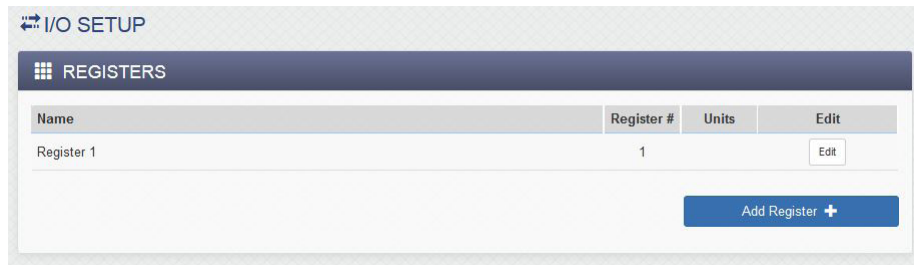 I/O SETUP
REGISTERS
Name Register # Units Edit
Register 1 1 Edit
Add Register